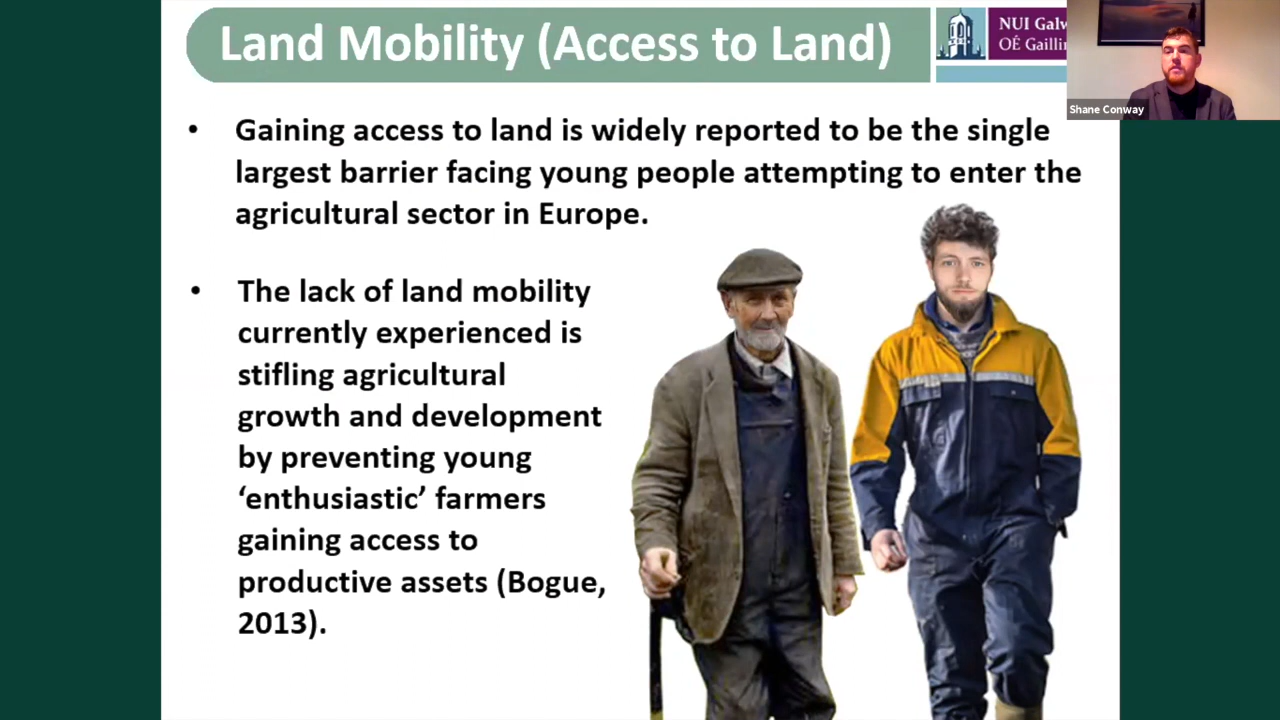 Land Mobility (Access to Land)
NUI
OÉ
Shane Conway
• Gaining access to land is widely reported to be the single
largest barrier facing young people attempting to enter the
agricultural sector in Europe.
• The lack of land mobility
currently experienced is
stifling agricultural
growth and development
by preventing young
‘enthusiastic’ farmers
gaining access to
productive assets (Bogue,
2013).